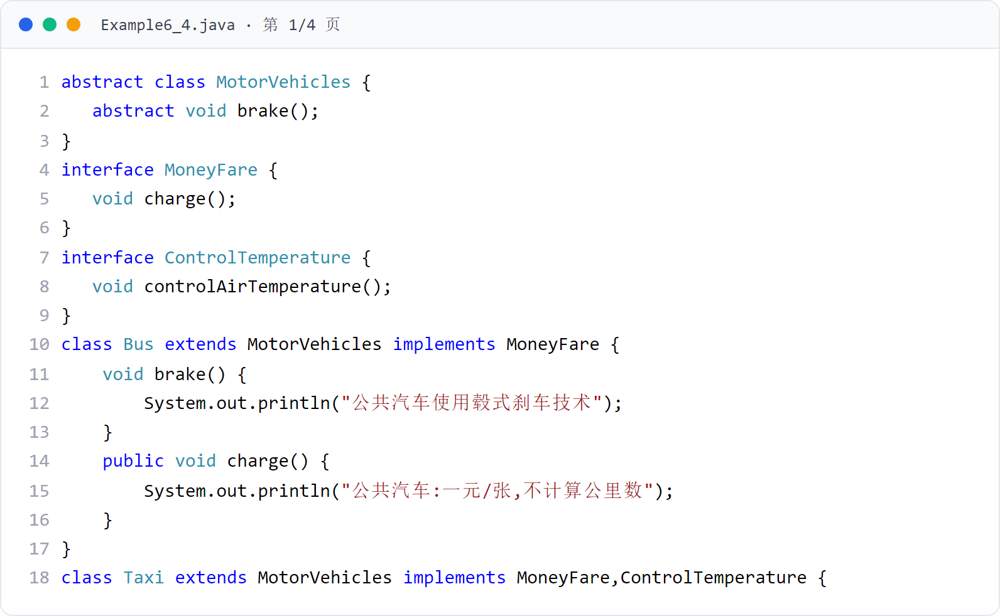 Example6_4.java · 第 1/4 页
1 abstract class MotorVehicles {
2    abstract void brake();
3 }
4 interface MoneyFare {
5    void charge();
6 }
7 interface ControlTemperature {
8    void controlAirTemperature();
9 }
10 class Bus extends MotorVehicles implements MoneyFare {
11     void brake() {
12         System.out.println("公共汽车使用毂式刹车技术");
13     }
14     public void charge() {
15         System.out.println("公共汽车:一元/张,不计算公里数");
16     }
17 }
18 class Taxi extends MotorVehicles implements MoneyFare,ControlTemperature {